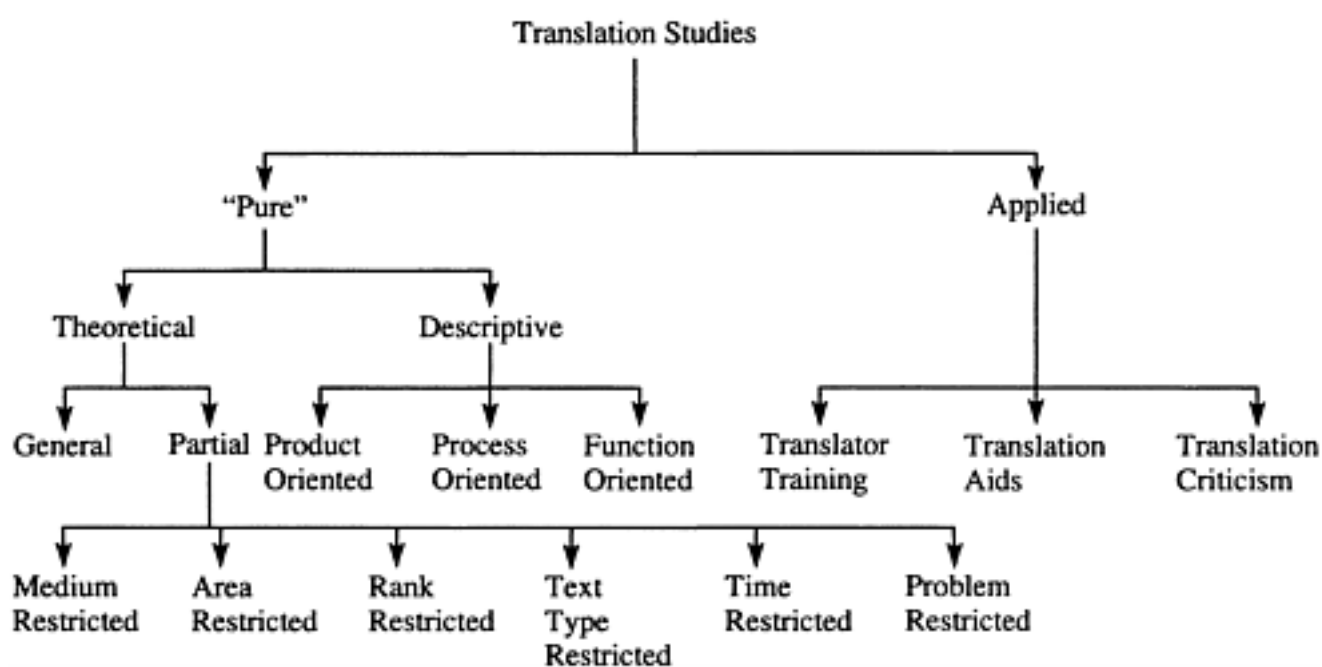 Translation Studies
“Pure”
Applied
Theoretical
Descriptive
General
Partial
Product
Oriented
Process
Oriented
Function
Oriented
Translator
Training
Translation
Aids
Translation
Criticism
Medium
Restricted
Area
Restricted
Rank
Restricted
Text
Type
Restricted
Time
Restricted
Problem
Restricted